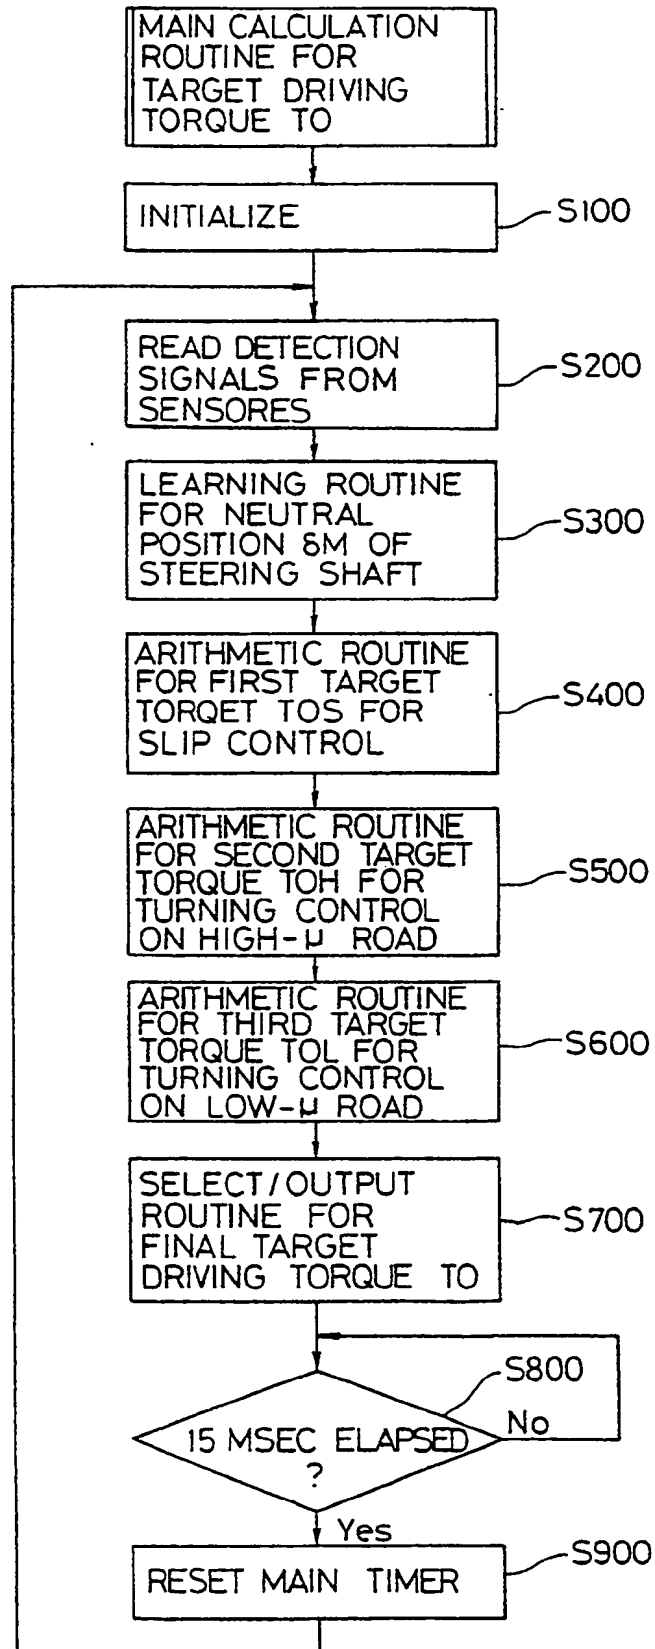 MAIN CALCULATION
ROUTINE FOR
TARGET DRIVING
TORQUE TO
INITIALIZE
S100
READ DETECTION
SIGNALS FROM
SENSORES
S200
LEARNING ROUTINE
FOR NEUTRAL
POSITION δM OF
STEERING SHAFT
S300
ARITHMETIC ROUTINE
FOR FIRST TARGET
TORQET TOS FOR
SLIP CONTROL
S400
ARITHMETIC ROUTINE
FOR SECOND TARGET
TORQUE TOH FOR
TURNING CONTROL
ON HIGH-μ ROAD
S500
ARITHMETIC ROUTINE
FOR THIRD TARGET
TORQUE TOL FOR
TURNING CONTROL
ON LOW-μ ROAD
S600
SELECT/OUTPUT
ROUTINE FOR
FINAL TARGET
DRIVING TORQUE TO
S700
S800
15 MSEC ELAPSED
?
No
Yes
RESET MAIN TIMER
S900